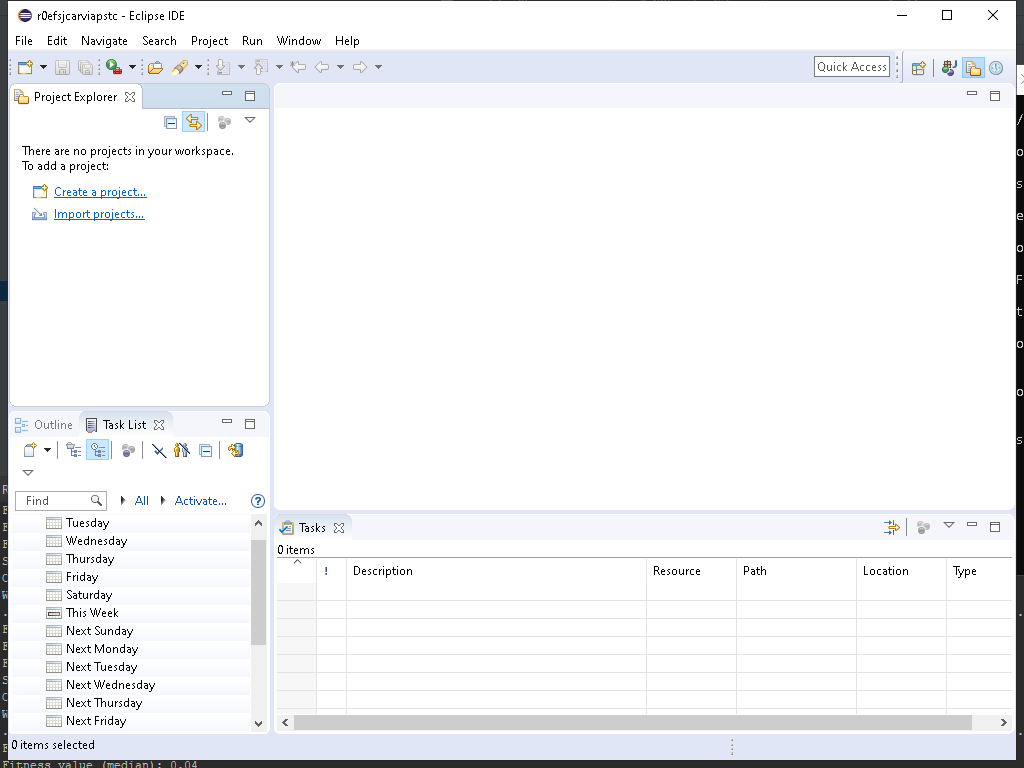 r0efsjcarviapstc - Eclipse IDE
File Edit Navigate Search Project Run Window Help
Quick Access
Project Explorer
There are no projects in your workspace.
To add a project:
Create a project...
Import projects...
Outline Task List
Find All Activate...
Tuesday
Wednesday
Thursday
Friday
Saturday
This Week
Next Sunday
Next Monday
Next Tuesday
Next Wednesday
Next Thursday
Next Friday
Tasks
0 items
! Description Resource Path Location Type
0 items selected
Fitness value (median): 0.04